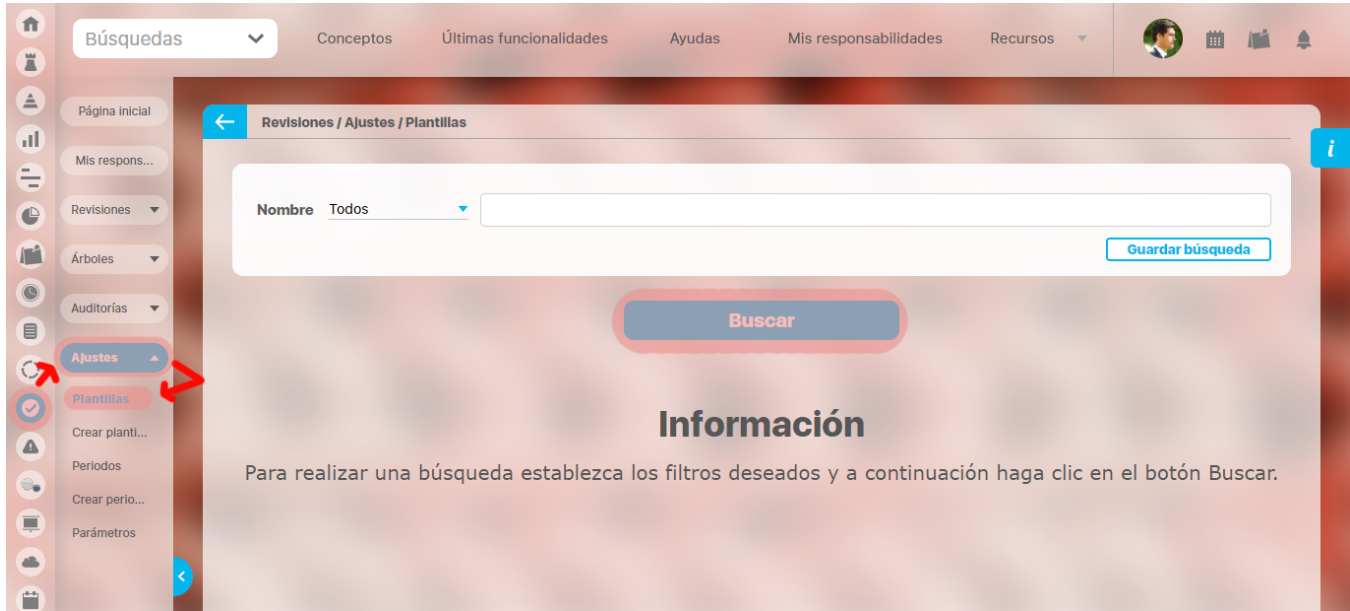 Búsquedas
Conceptos
Últimas funcionalidades
Ayudas
Mis responsabilidades
Recursos
Página inicial
Mis respons...
Revisiones
Árboles
Auditorías
Ajustes
Plantillas
Crear planti...
Periodos
Crear perio...
Parámetros
Revisiones / Ajustes / Plantillas
i
Nombre Todos
Guardar búsqueda
Buscar
Información
Para realizar una búsqueda establezca los filtros deseados y a continuación haga clic en el botón Buscar.